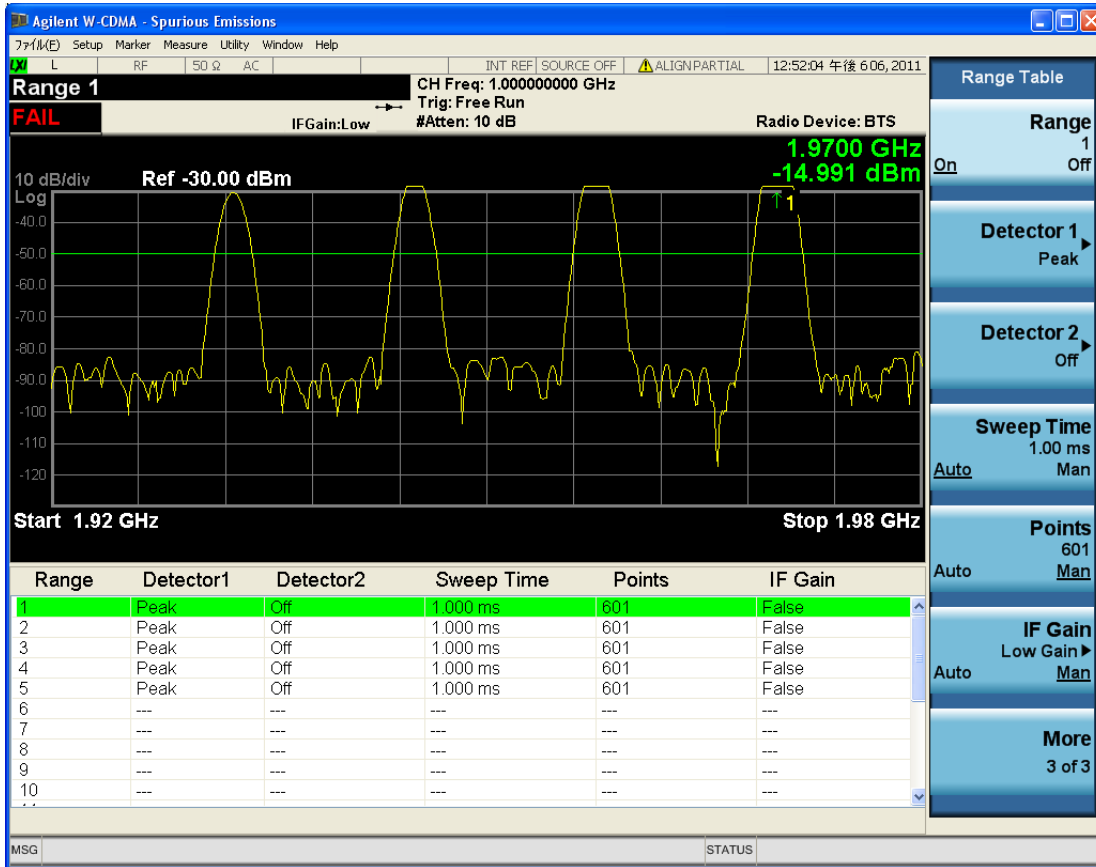 Agilent W-CDMA - Spurious Emissions
ファイル(F) Setup Marker Measure Utility Window Help
LXI L RF 50 Ω AC INT REF SOURCE OFF ALIGN PARTIAL 12:52:04 午後 6 06, 2011
Range 1
FAIL
IFGain:Low
CH Freq: 1.000000000 GHz
Trig: Free Run
#Atten: 10 dB
Radio Device: BTS
1.9700 GHz
-14.991 dBm
10 dB/div
Log
Ref -30.00 dBm
1
-40.0
-50.0
-60.0
-70.0
-80.0
-90.0
-100
-110
-120
Start 1.92 GHz
Stop 1.98 GHz
Range Detector1 Detector2 Sweep Time Points IF Gain
1 Peak Off 1.000 ms 601 False
2 Peak Off 1.000 ms 601 False
3 Peak Off 1.000 ms 601 False
4 Peak Off 1.000 ms 601 False
5 Peak Off 1.000 ms 601 False
6 --- --- --- --- ---
7 --- --- --- --- ---
8 --- --- --- --- ---
9 --- --- --- --- ---
10 --- --- --- --- ---
MSG
STATUS
Range Table
Range
1
On Off
Detector 1
Peak
Detector 2
Off
Sweep Time
1.00 ms
Auto Man
Points
601
Auto Man
IF Gain
Low Gain
Auto Man
More
3 of 3